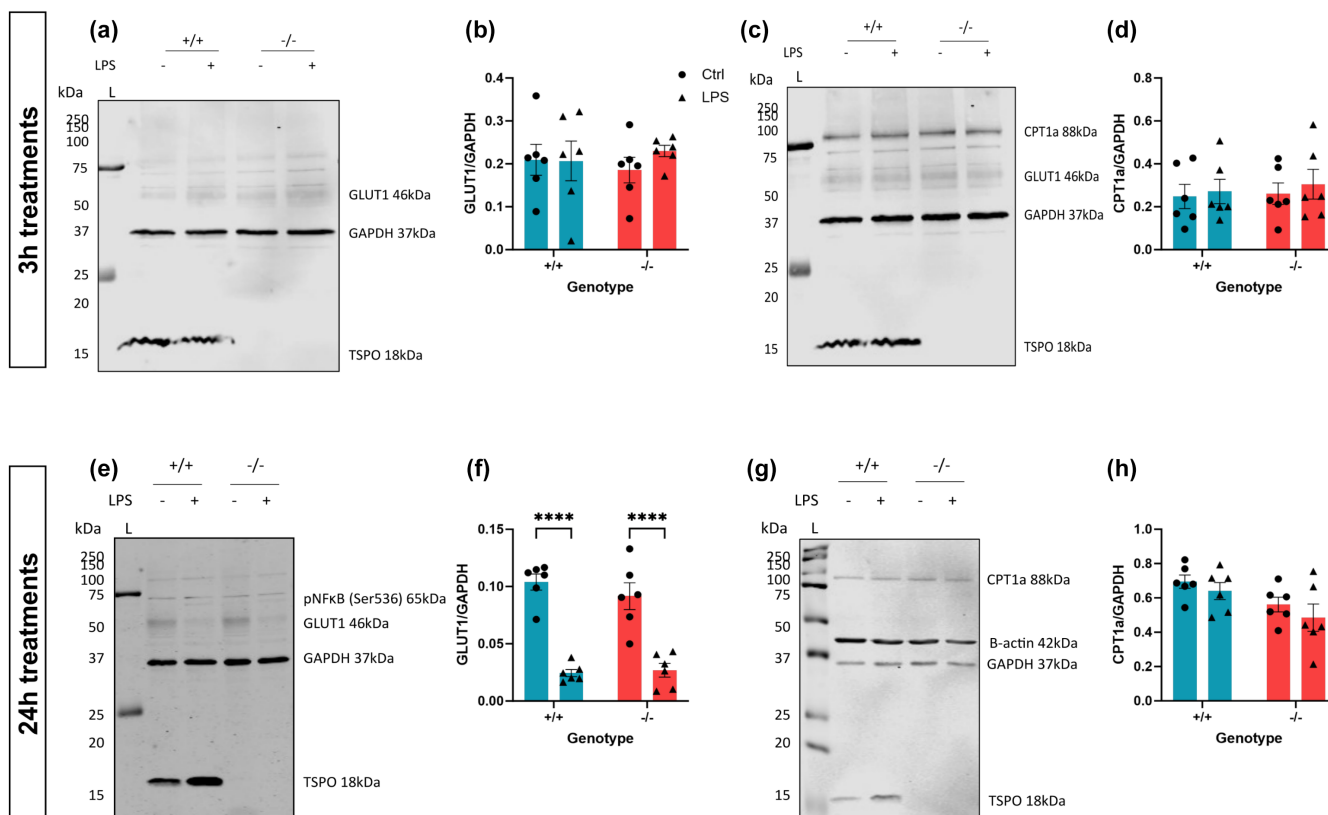 3h treatments
(a)
+/+ -/-
LPS - + - +
kDa L
250
150
100
75
50
37
25
20
15
GLUT1 46kDa
GAPDH 37kDa
TSPO 18kDa
(b)
GLUT1/GAPDH
0.4
0.3
0.2
0.1
0.0
+/+ -/-
Genotype
Ctrl
LPS
(c)
+/+ -/-
LPS - + - +
kDa L
250
150
100
75
50
37
25
20
15
CPT1a 88kDa
GLUT1 46kDa
GAPDH 37kDa
TSPO 18kDa
(d)
CPT1a/GAPDH
0.8
0.6
0.4
0.2
0.0
+/+ -/-
Genotype
24h treatments
(e)
+/+ -/-
LPS - + - +
kDa L
250
150
100
75
50
37
25
20
15
pNFκB (Ser536) 65kDa
GLUT1 46kDa
GAPDH 37kDa
TSPO 18kDa
(f)
GLUT1/GAPDH
0.15
0.10
0.05
0.00
**** ****
+/+ -/-
Genotype
(g)
+/+ -/-
LPS - + - +
kDa L
250
150
100
75
50
37
25
20
15
CPT1a 88kDa
B-actin 42kDa
GAPDH 37kDa
TSPO 18kDa
(h)
CPT1a/GAPDH
1.0
0.8
0.6
0.4
0.2
0.0
+/+ -/-
Genotype